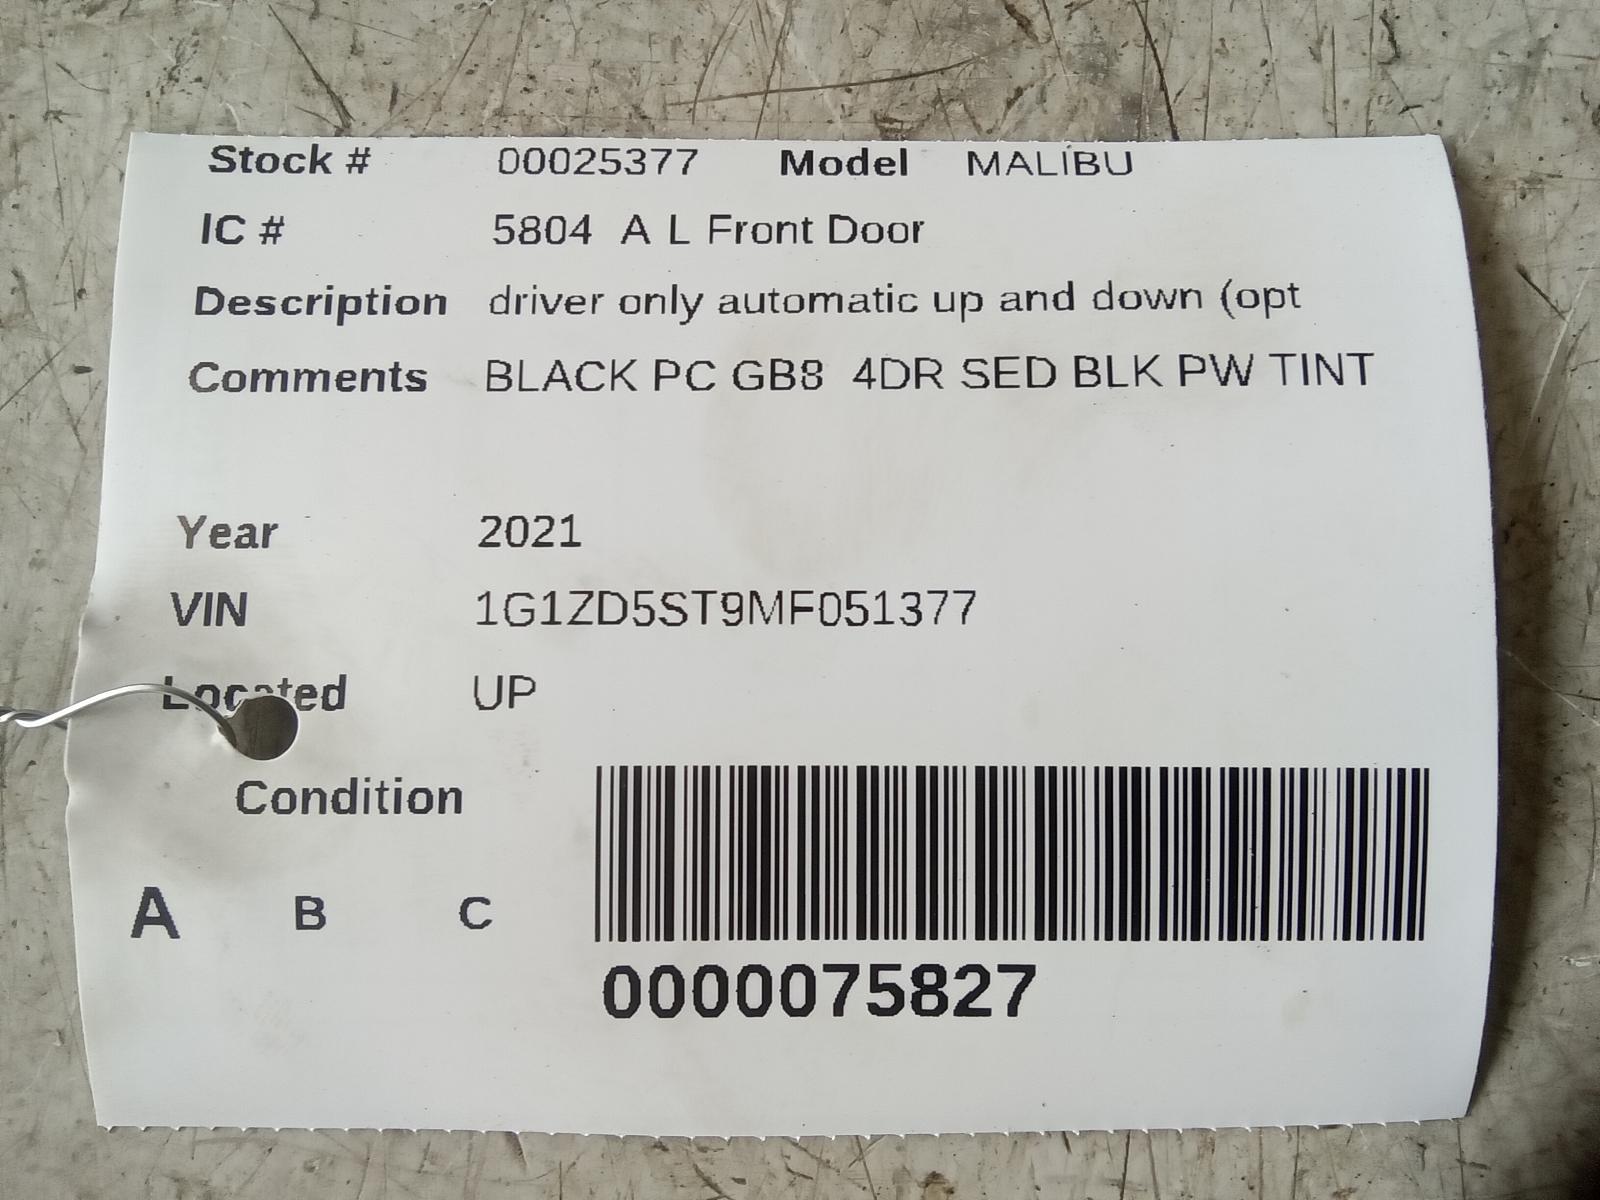 Stock # 00025377 Model MALIBU
IC # 5804 A L Front Door
Description driver only automatic up and down (opt
Comments BLACK PC GB8 4DR SED BLK PW TINT
Year 2021
VIN 1G1ZD5ST9MF051377
Located UP
Condition
A B C
0000075827